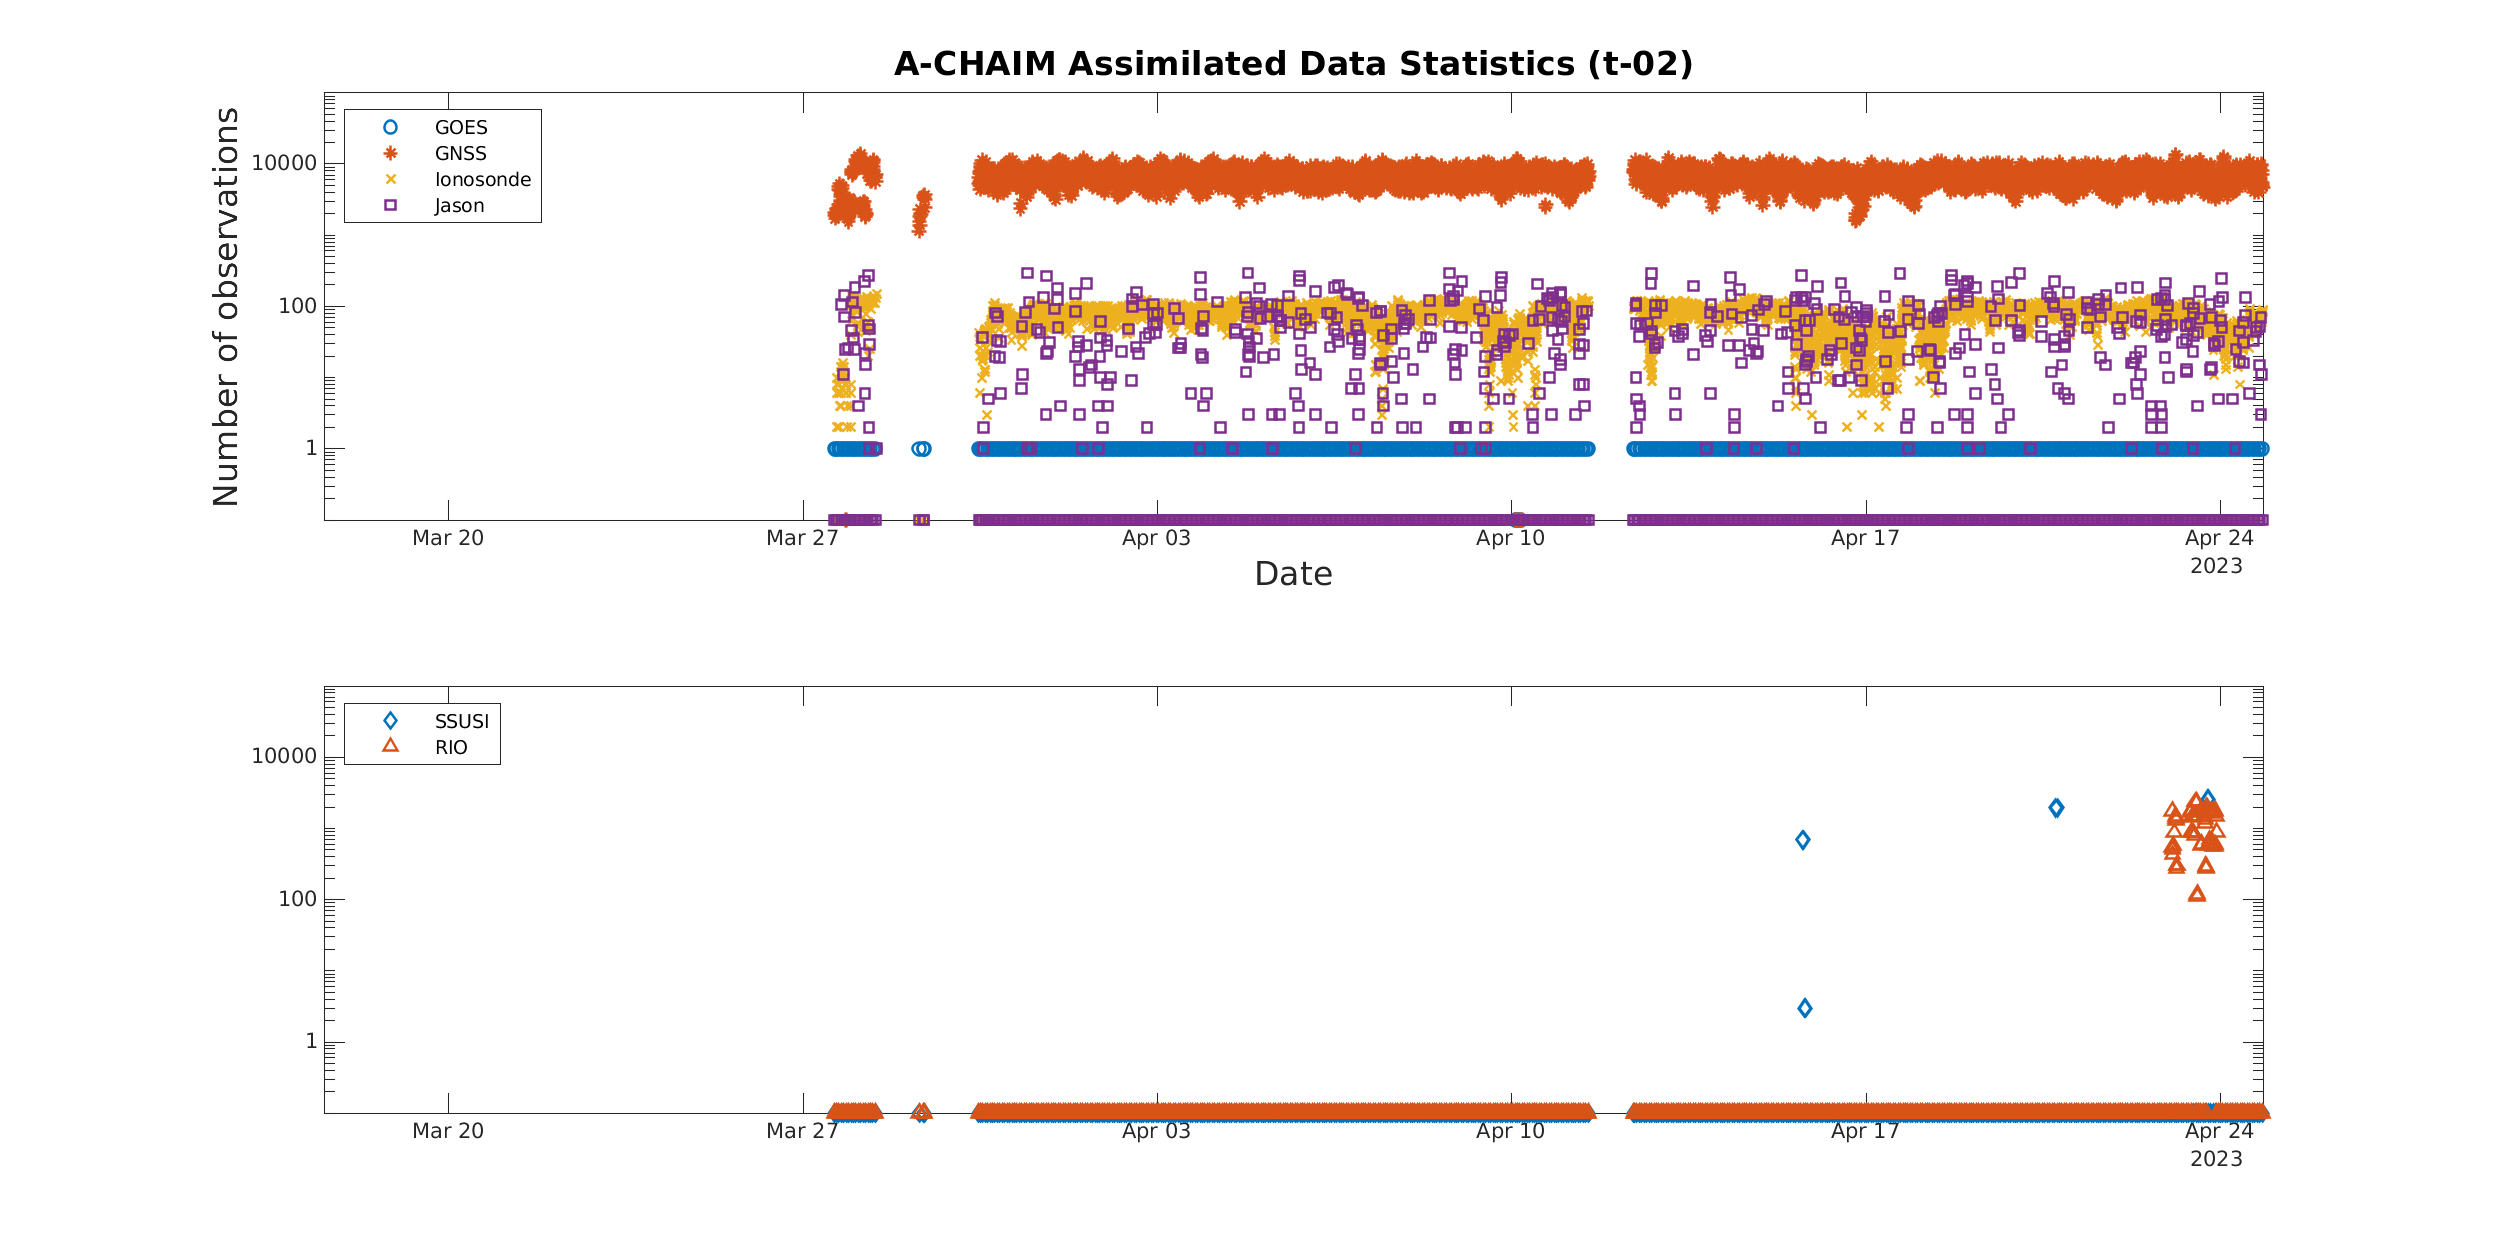 A-CHAIM Assimilated Data Statistics (t-02)
Number of observations
GOES
GNSS
Ionosonde
Jason
10000
100
1
Mar 20 Mar 27 Apr 03 Apr 10 Apr 17 Apr 24
2023
Date
SSUSI
RIO
10000
100
1
Mar 20 Mar 27 Apr 03 Apr 10 Apr 17 Apr 24
2023